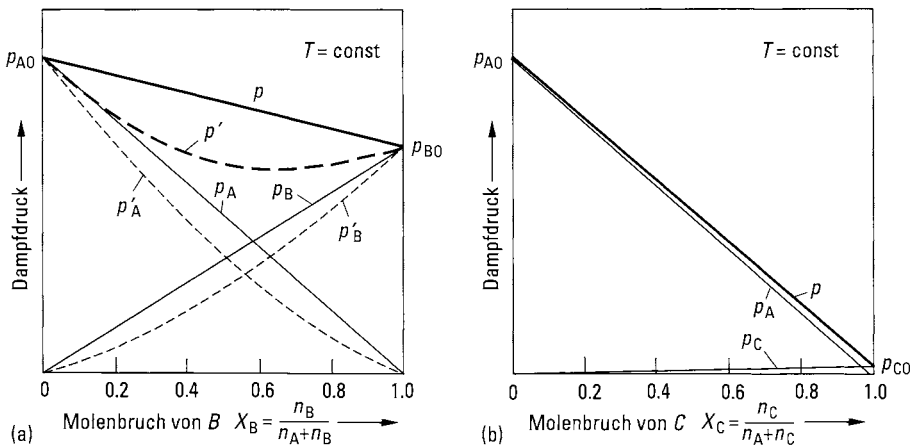 p_A0
T = const
p
p'
p_B0
p_A
p_B
p'_A
p'_B
Dampfdruck
0 0.2 0.4 0.6 0.8 1.0
(a) Molenbruch von B X_B = n_B / n_A+n_B
p_A0
T = const
p
p_A
p_C
p_C0
Dampfdruck
0 0.2 0.4 0.6 0.8 1.0
(b) Molenbruch von C X_C = n_C / n_A+n_C